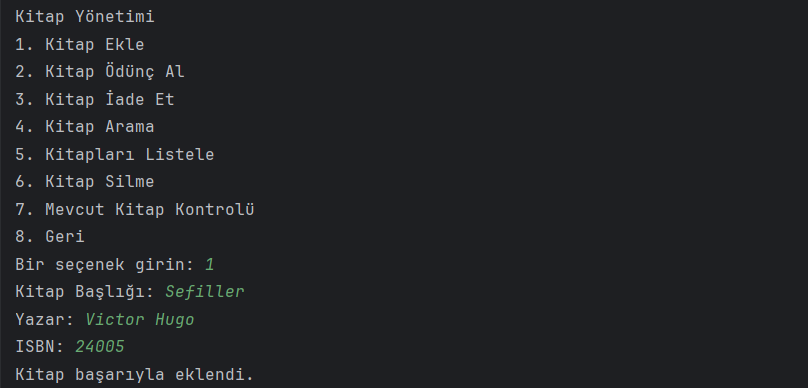 Kitap Yönetimi
1. Kitap Ekle
2. Kitap Ödünç Al
3. Kitap İade Et
4. Kitap Arama
5. Kitapları Listele
6. Kitap Silme
7. Mevcut Kitap Kontrolü
8. Geri
Bir seçenek girin: 1
Kitap Başlığı: Sefiller
Yazar: Victor Hugo
ISBN: 24005
Kitap başarıyla eklendi.